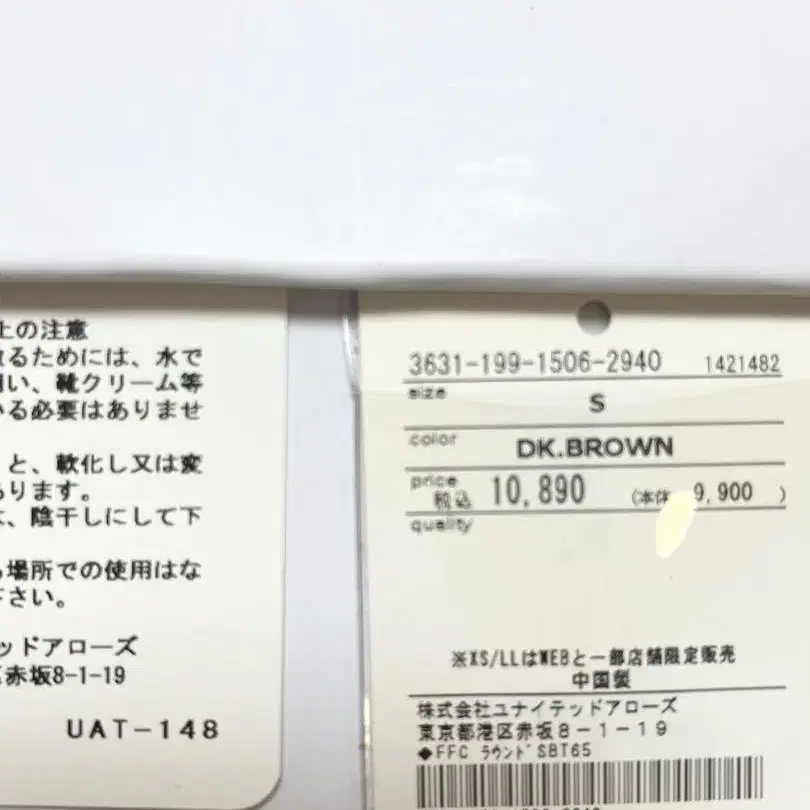 上の注意
るためには、水で
い、靴クリーム等
る必要はありませ
と、軟化し又は変
ります。
、陰干しにして下
場所での使用はな
さい。
ッドアローズ
赤坂8-1-19
UAT-148
3631-199-1506-2940 1421482
size S
color DK.BROWN
price 税込 10,890 (本体 9,900 )
quality
※XS/LLはWEBと一部店舗限定販売
中国製
株式会社ユナイテッドアローズ
東京都港区赤坂8-1-19
◆FFC ラウンドSBT65